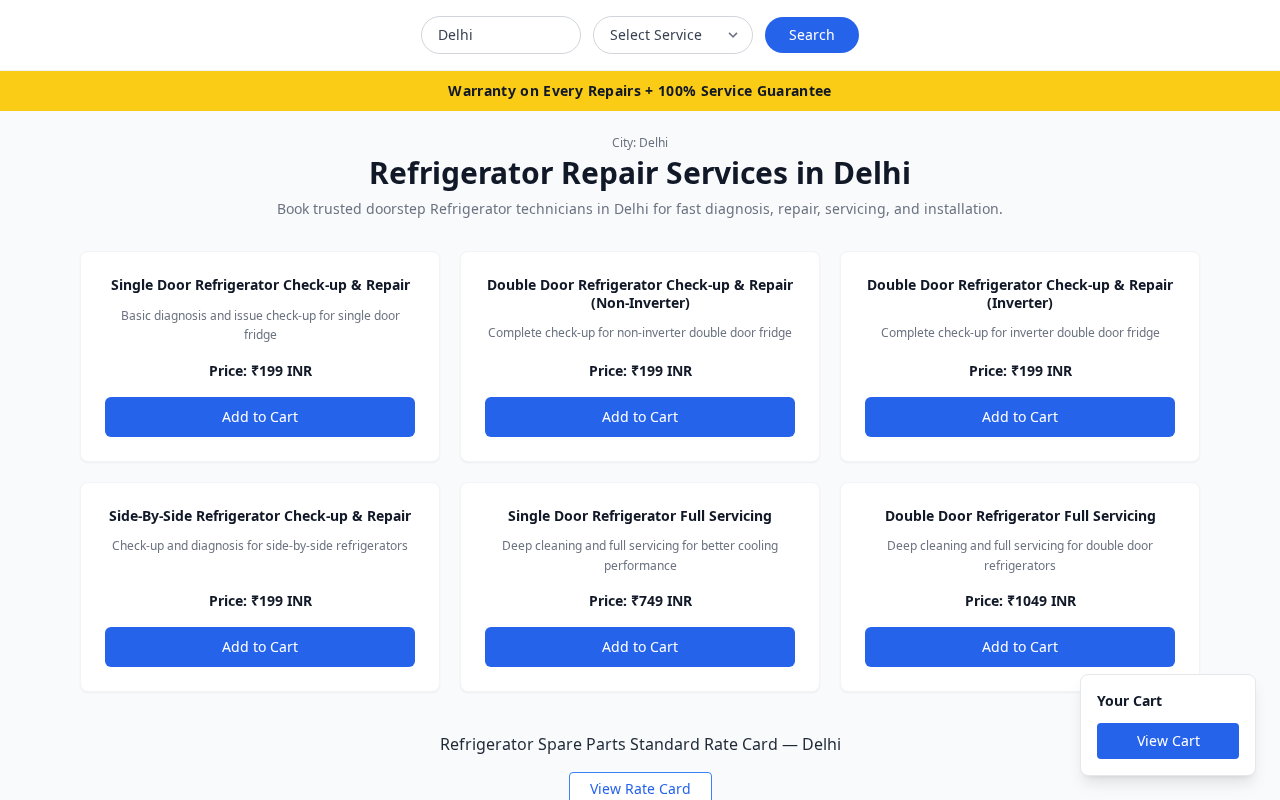 Delhi
Select Service
Search
Warranty on Every Repairs + 100% Service Guarantee
City: Delhi
Refrigerator Repair Services in Delhi
Book trusted doorstep Refrigerator technicians in Delhi for fast diagnosis, repair, servicing, and installation.
Single Door Refrigerator Check-up & Repair
Basic diagnosis and issue check-up for single door
fridge
Price: ₹199 INR
Add to Cart
Double Door Refrigerator Check-up & Repair
(Non-Inverter)
Complete check-up for non-inverter double door fridge
Price: ₹199 INR
Add to Cart
Double Door Refrigerator Check-up & Repair
(Inverter)
Complete check-up for inverter double door fridge
Price: ₹199 INR
Add to Cart
Side-By-Side Refrigerator Check-up & Repair
Check-up and diagnosis for side-by-side refrigerators
Price: ₹199 INR
Add to Cart
Single Door Refrigerator Full Servicing
Deep cleaning and full servicing for better cooling
performance
Price: ₹749 INR
Add to Cart
Double Door Refrigerator Full Servicing
Deep cleaning and full servicing for double door
refrigerators
Price: ₹1049 INR
Add to Cart
Your Cart
View Cart
Refrigerator Spare Parts Standard Rate Card — Delhi
View Rate Card